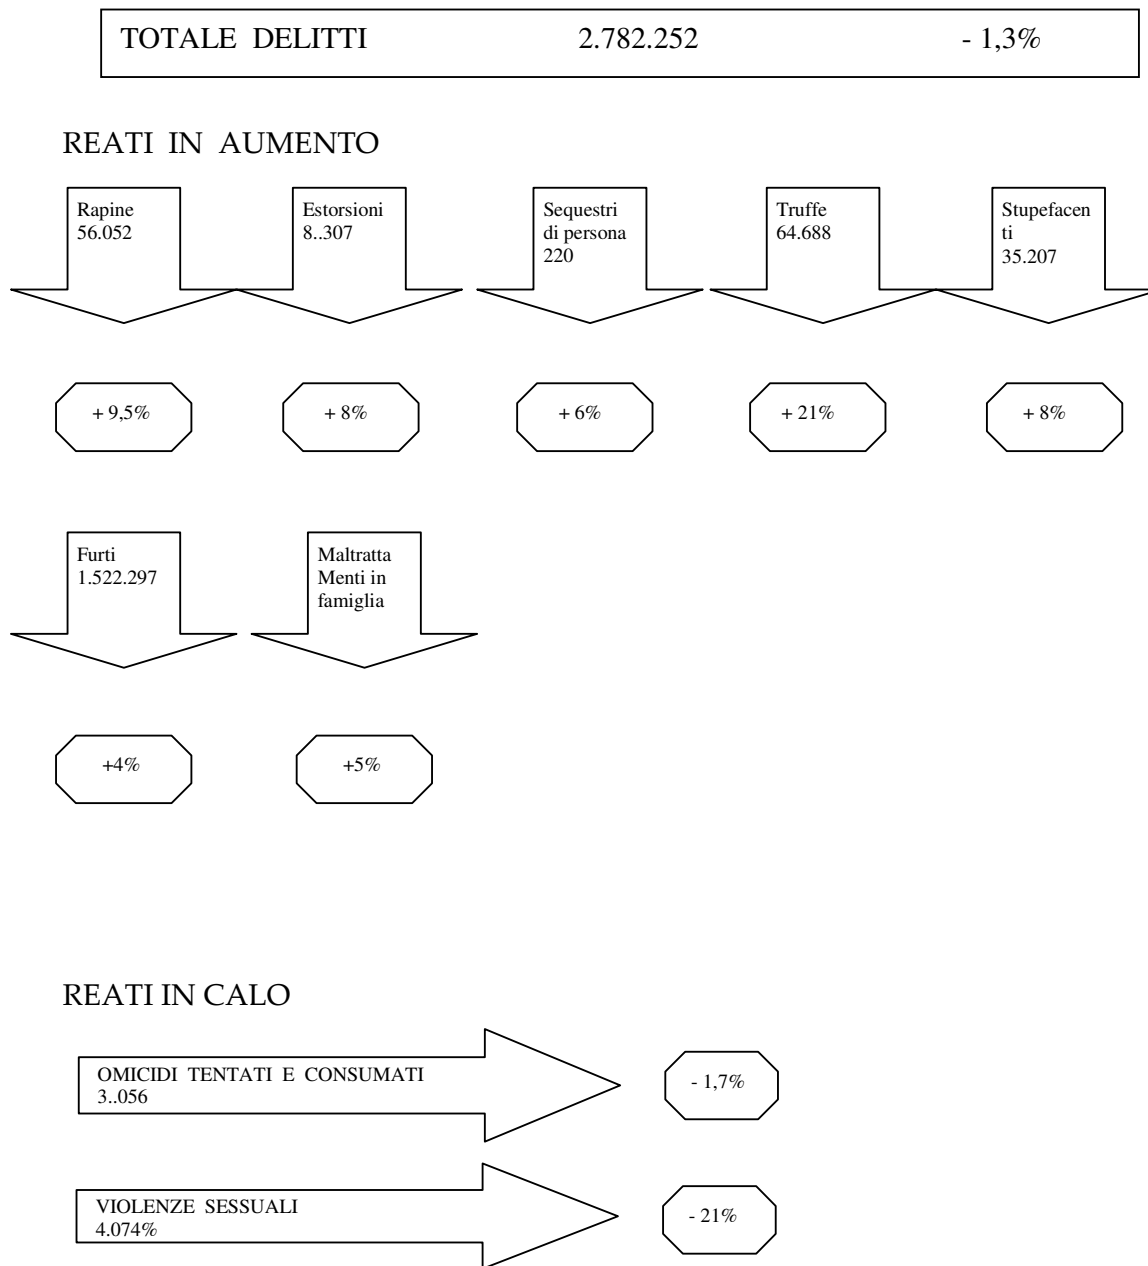 TOTALE DELITTI 2.782.252 - 1,3%
REATI IN AUMENTO
Rapine
56.052
Estorsioni
8..307
Sequestri
di persona
220
Truffe
64.688
Stupefacen
ti
35.207
+ 9,5%
+ 8%
+ 6%
+ 21%
+ 8%
Furti
1.522.297
Maltratta
Menti in
famiglia
+4%
+5%
REATI IN CALO
OMICIDI TENTATI E CONSUMATI
3..056
- 1,7%
VIOLENZE SESSUALI
4.074%
- 21%